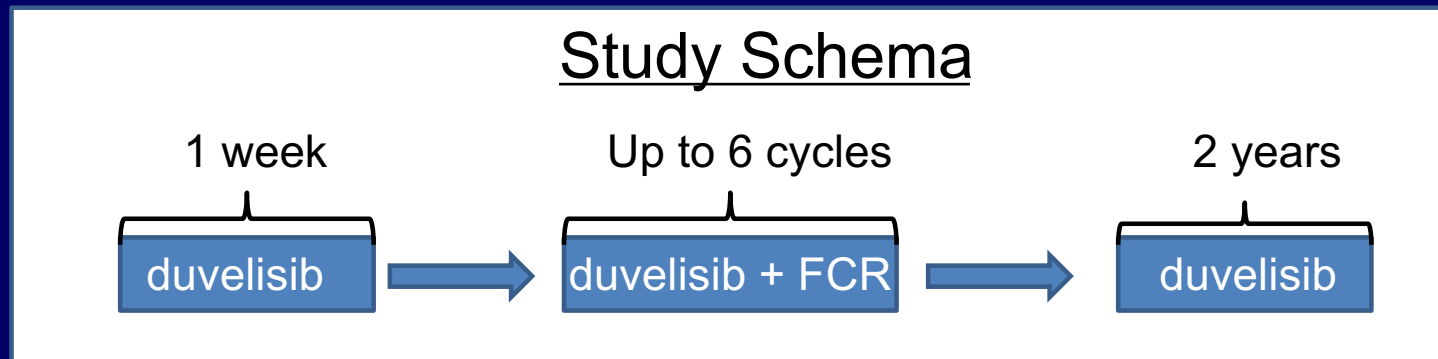 Study Schema
1 week
Up to 6 cycles
2 years
duvelisib
duvelisib + FCR
duvelisib